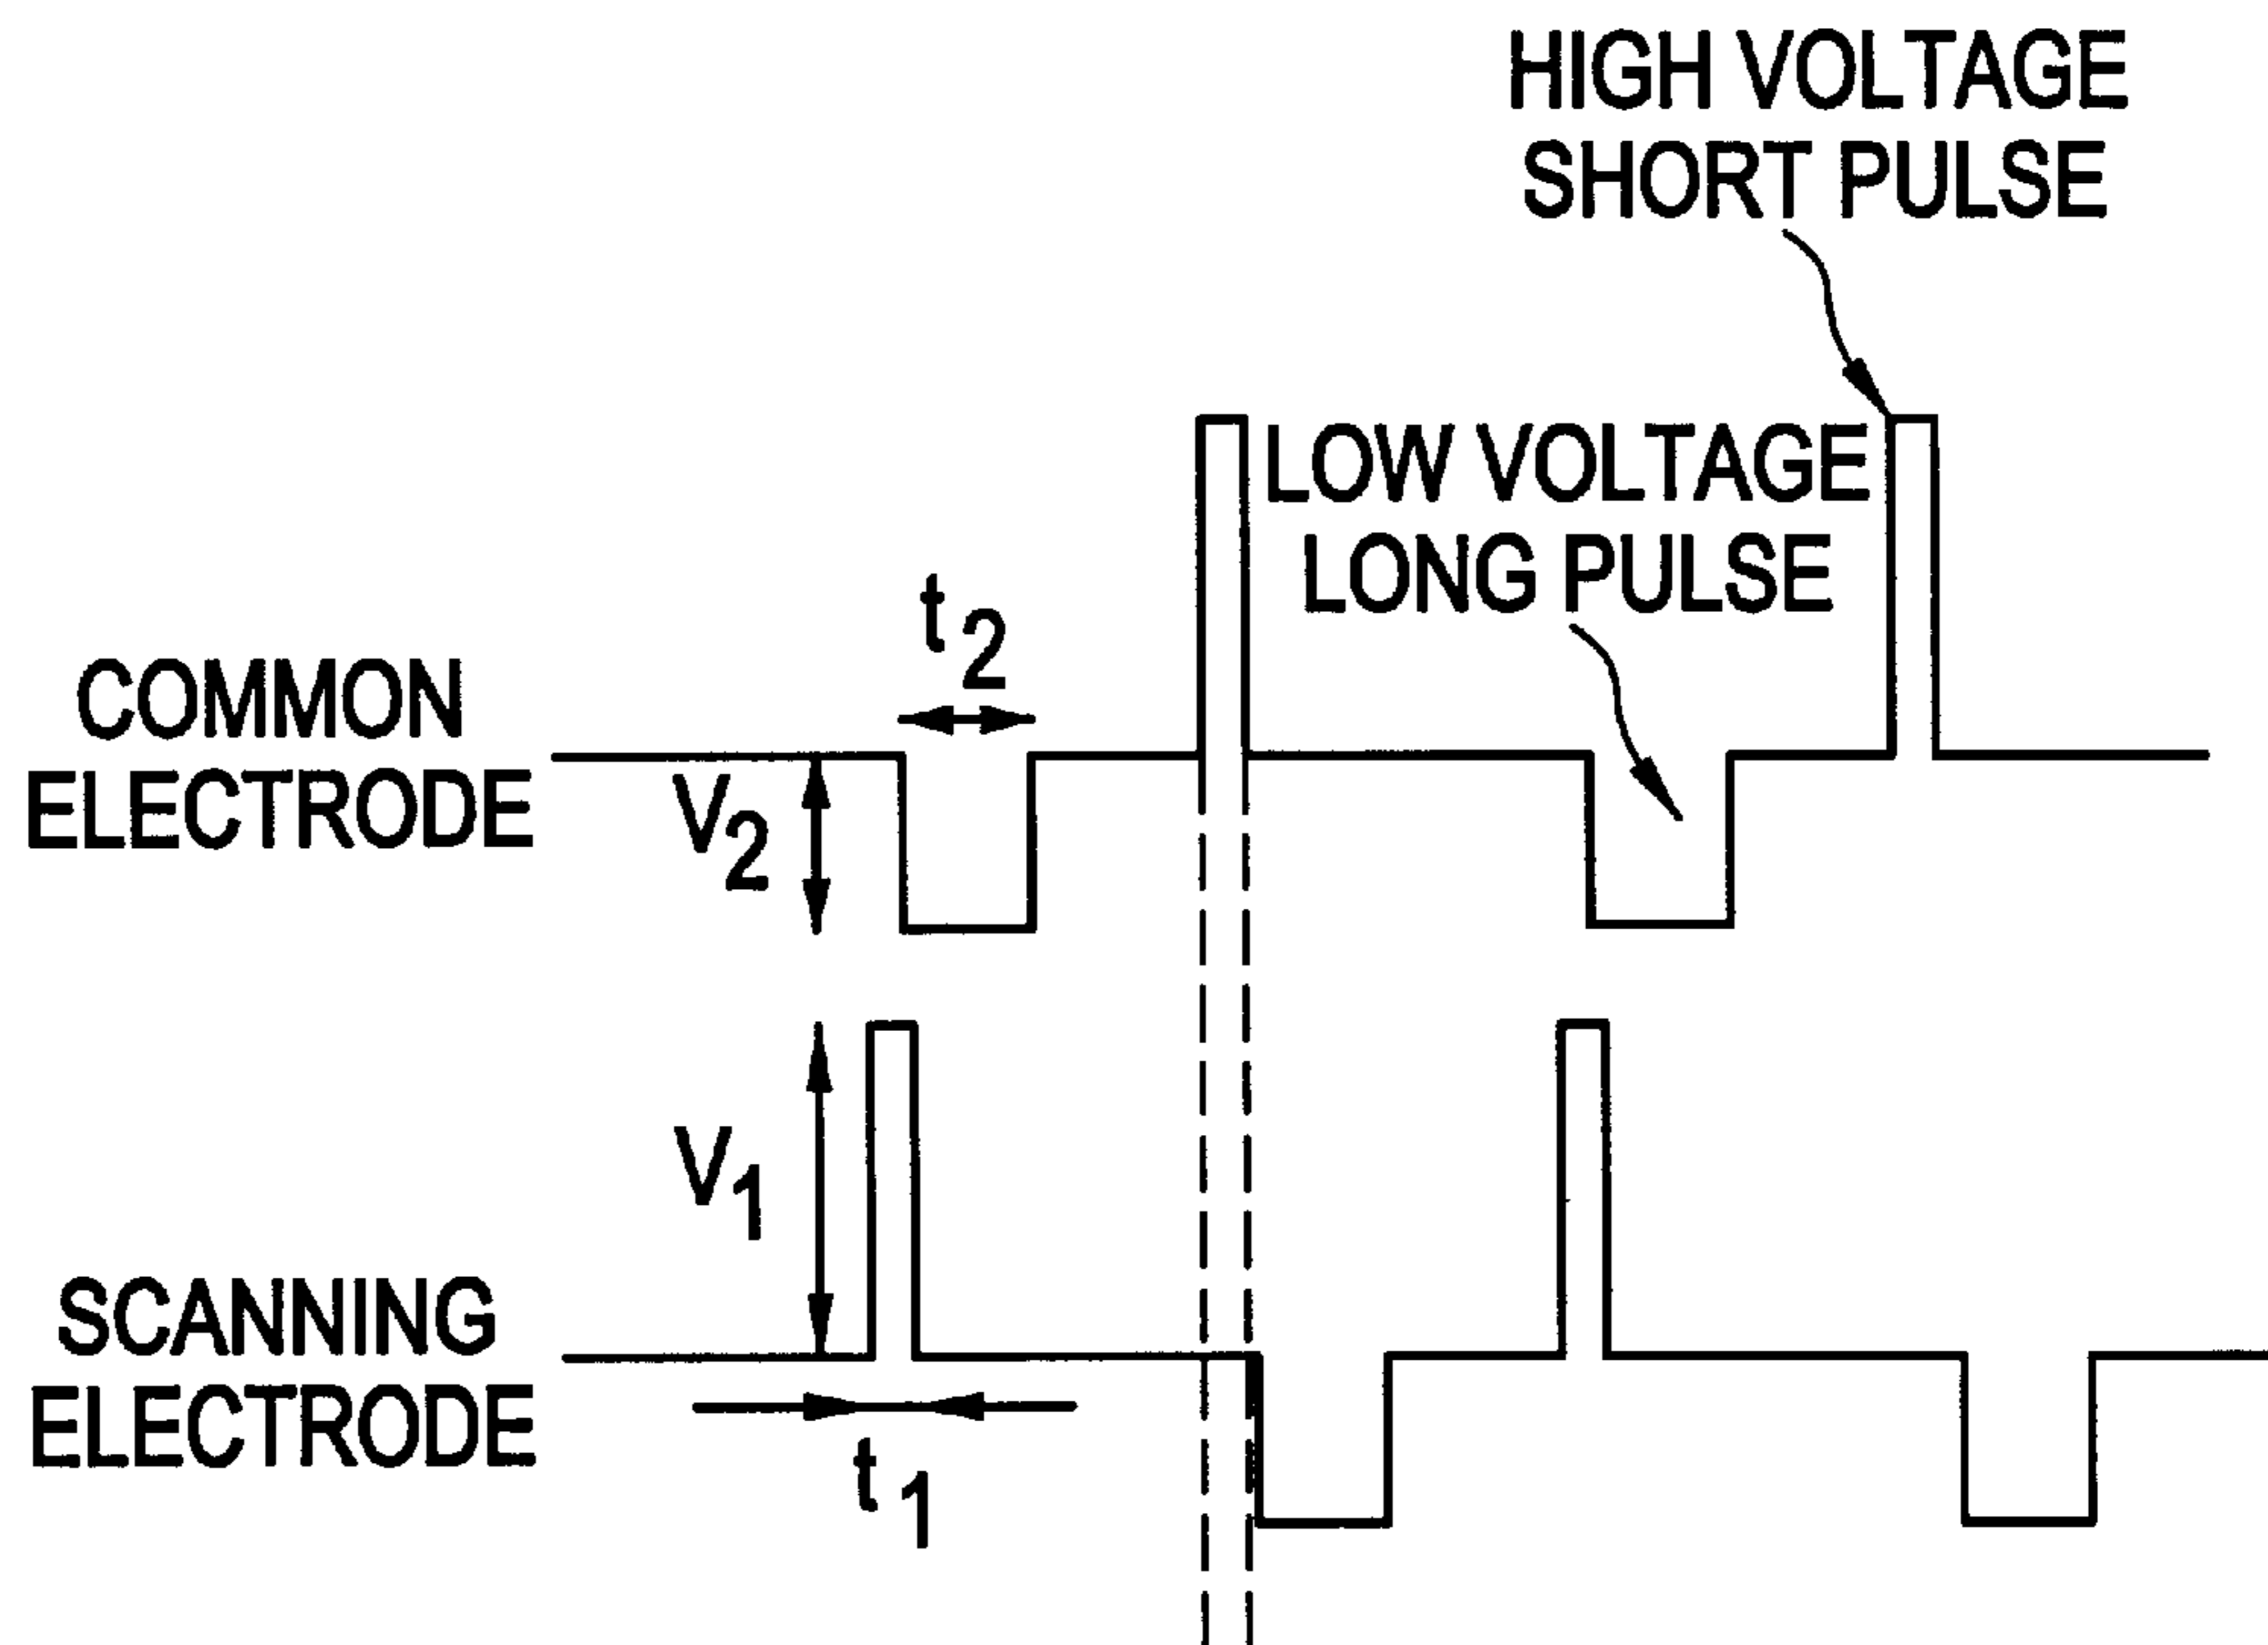 HIGH VOLTAGE
SHORT PULSE
LOW VOLTAGE
LONG PULSE
t2
COMMON
ELECTRODE
V2
V1
SCANNING
ELECTRODE
t1